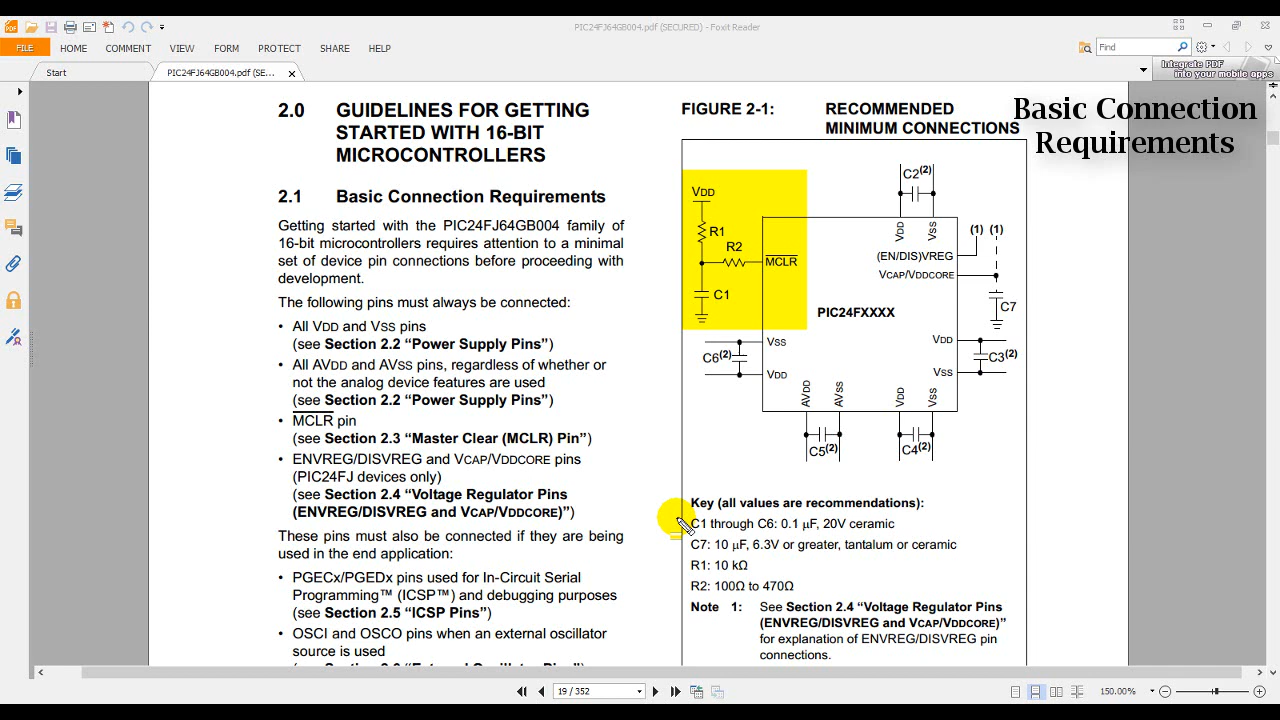 PIC24FJ64GB004.pdf (SECURED) - Foxit Reader
FILE
HOME
COMMENT
VIEW
FORM
PROTECT
SHARE
HELP
Find
Start
PIC24FJ64GB004.pdf (SE...
Integrate PDF
into your mobile apps
Basic Connection
Requirements
2.0 GUIDELINES FOR GETTING
STARTED WITH 16-BIT
MICROCONTROLLERS
2.1 Basic Connection Requirements
Getting started with the PIC24FJ64GB004 family of
16-bit microcontrollers requires attention to a minimal
set of device pin connections before proceeding with
development.
The following pins must always be connected:
• All VDD and VSS pins
(see Section 2.2 “Power Supply Pins”)
• All AVDD and AVSS pins, regardless of whether or
not the analog device features are used
(see Section 2.2 “Power Supply Pins”)
• MCLR pin
(see Section 2.3 “Master Clear (MCLR) Pin”)
• ENVREG/DISVREG and VCAP/VDDCORE pins
(PIC24FJ devices only)
(see Section 2.4 “Voltage Regulator Pins
(ENVREG/DISVREG and VCAP/VDDCORE)”)
These pins must also be connected if they are being
used in the end application:
• PGECx/PGEDx pins used for In-Circuit Serial
Programming™ (ICSP™) and debugging purposes
(see Section 2.5 “ICSP Pins”)
• OSCI and OSCO pins when an external oscillator
source is used
FIGURE 2-1: RECOMMENDED
MINIMUM CONNECTIONS
C2(2)
VDD
R1
R2
MCLR
C1
VDD
VSS
(1) (1)
(EN/DIS)VREG
VCAP/VDDCORE
C7
PIC24FXXXX
VSS
C6(2)
VDD
VDD
C3(2)
VSS
AVDD
AVSS
VDD
VSS
C5(2)
C4(2)
Key (all values are recommendations):
C1 through C6: 0.1 µF, 20V ceramic
C7: 10 µF, 6.3V or greater, tantalum or ceramic
R1: 10 kΩ
R2: 100Ω to 470Ω
Note 1: See Section 2.4 “Voltage Regulator Pins
(ENVREG/DISVREG and VCAP/VDDCORE)”
for explanation of ENVREG/DISVREG pin
connections.
19 / 352
150.00%